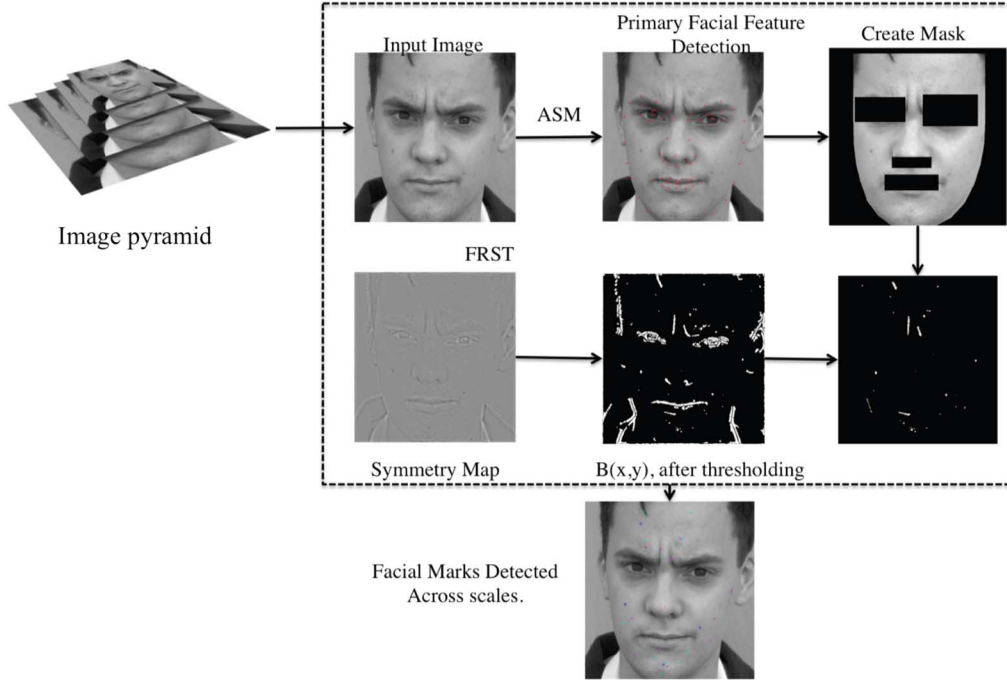 Input Image
Primary Facial Feature
Detection
Create Mask
ASM
Image pyramid
FRST
Symmetry Map
B(x,y), after thresholding
Facial Marks Detected
Across scales.